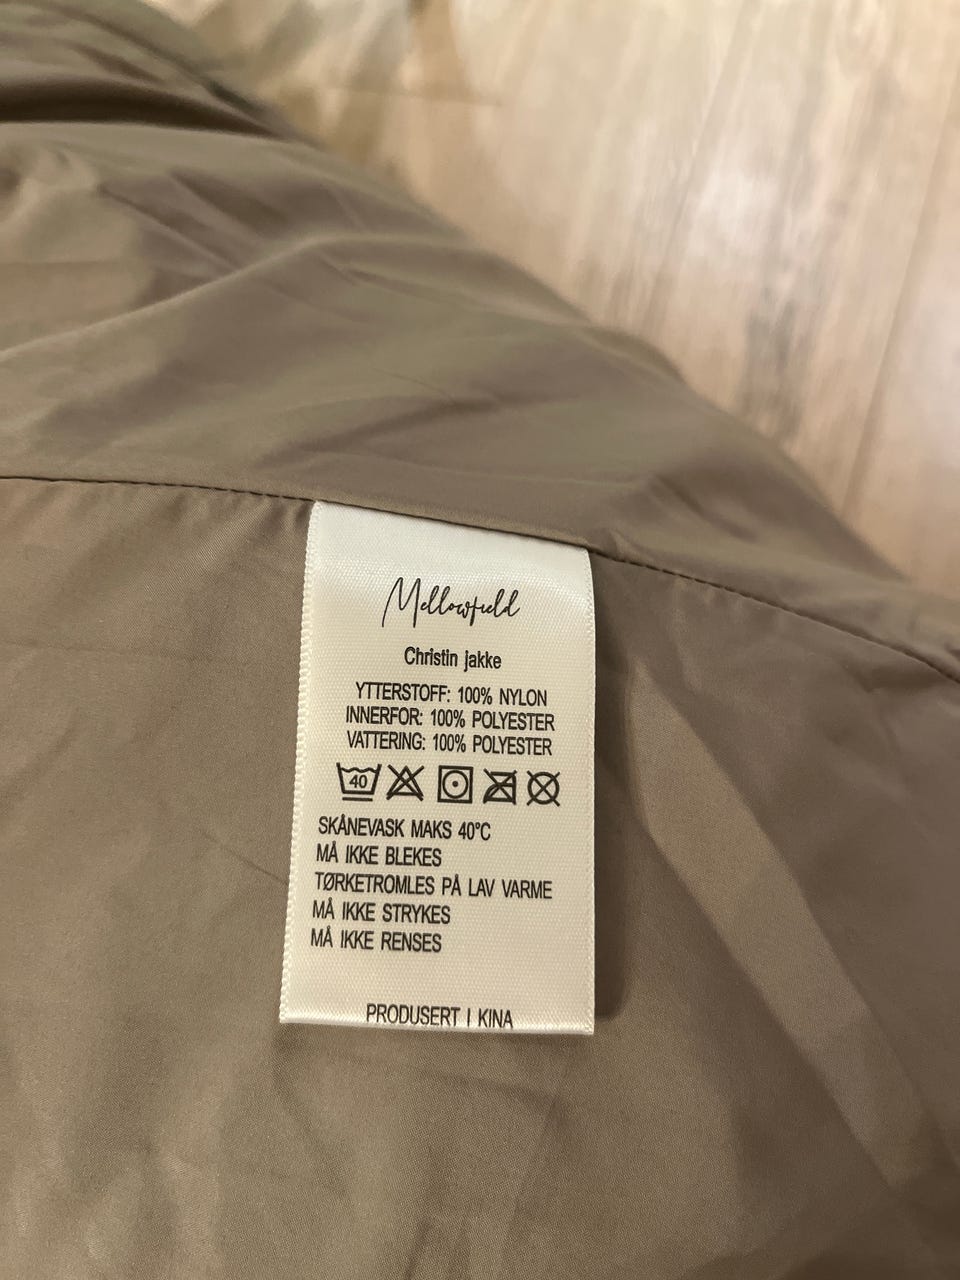 Mellowfield
Christin jakke
YTTERSTOFF: 100% NYLON
INNERFOR: 100% POLYESTER
VATTERING: 100% POLYESTER
40
SKÅNEVASK MAKS 40°C
MÅ IKKE BLEKES
TØRKETROMLES PÅ LAV VARME
MÅ IKKE STRYKES
MÅ IKKE RENSES
PRODUSERT I KINA